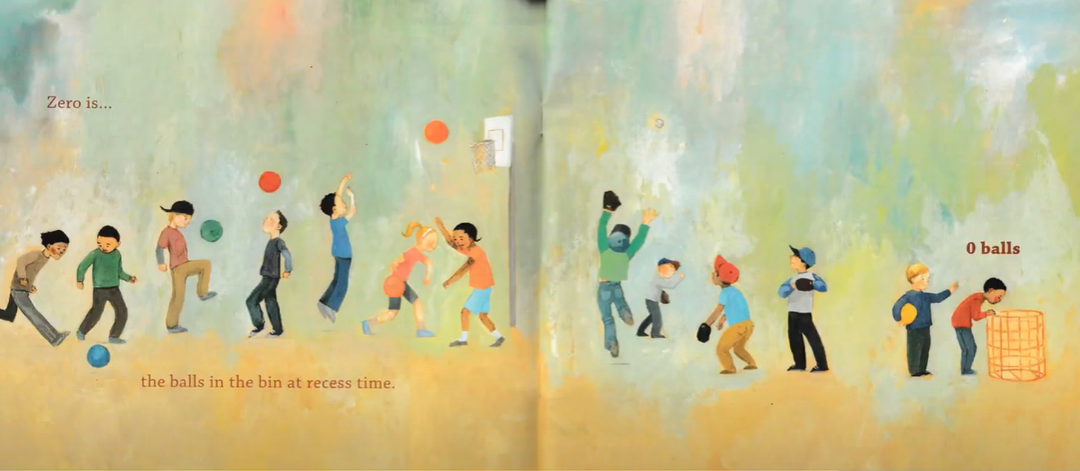 Zero is...
the balls in the bin at recess time.
0 balls